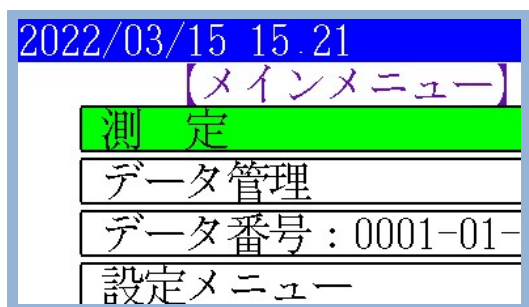 2022/03/15 15.21
【メインメニュー】
測 定
データ管理
データ番号：0001-01-
設定メニュー